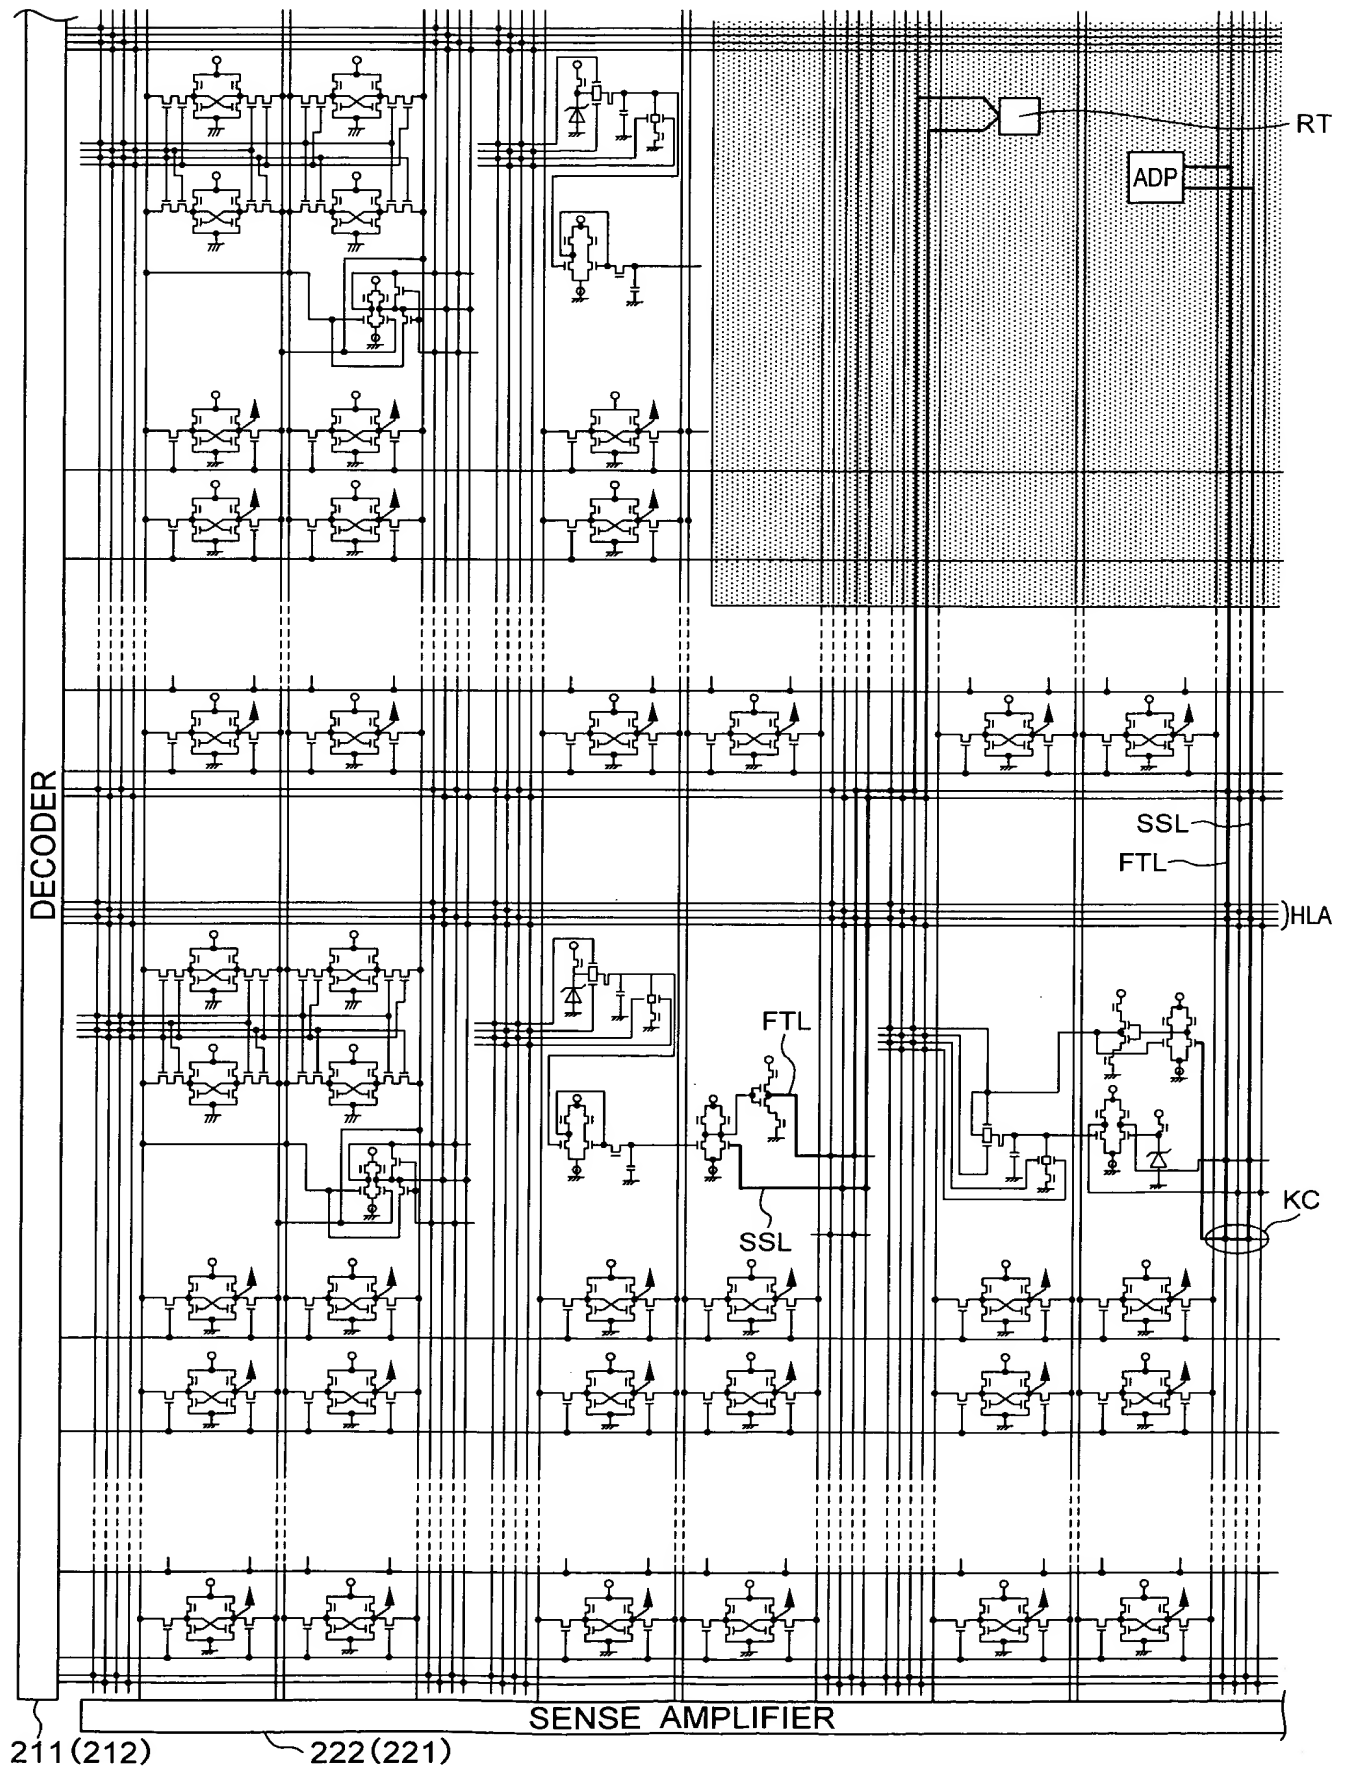 RT
ADP
SSL
FTL
DECODER
HLA
FTL
KC
SSL
SENSE AMPLIFIER
211(212)
222(221)